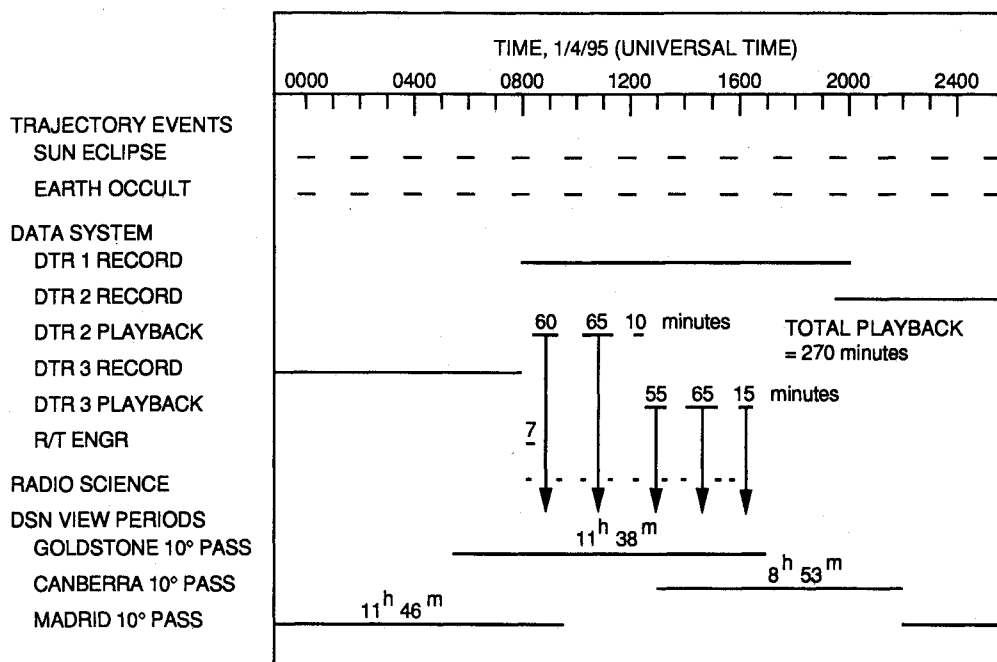 TIME, 1/4/95 (UNIVERSAL TIME)
0000 0400 0800 1200 1600 2000 2400
TRAJECTORY EVENTS
SUN ECLIPSE
EARTH OCCULT
DATA SYSTEM
DTR 1 RECORD
DTR 2 RECORD
DTR 2 PLAYBACK 60 65 10 minutes TOTAL PLAYBACK
= 270 minutes
DTR 3 RECORD
DTR 3 PLAYBACK 55 65 15 minutes
R/T ENGR 7
RADIO SCIENCE
DSN VIEW PERIODS
GOLDSTONE 10° PASS 11h 38m
CANBERRA 10° PASS 8h 53m
MADRID 10° PASS 11h 46m